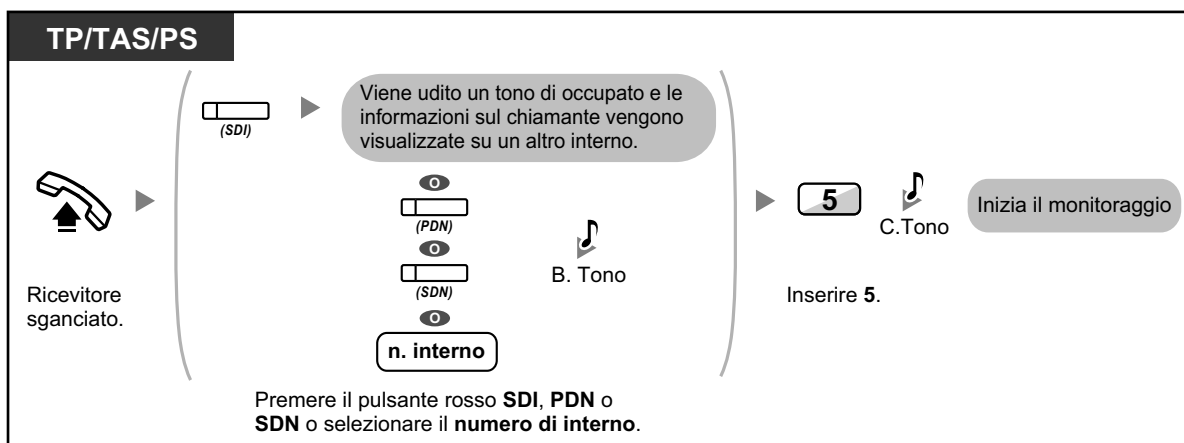 TP/TAS/PS
Ricevitore
sganciato.
(SDI)
Viene udito un tono di occupato e le
informazioni sul chiamante vengono
visualizzate su un altro interno.
O
(PDN)
O
(SDN)
O
n. interno
B. Tono
Premere il pulsante rosso SDI, PDN o
SDN o selezionare il numero di interno.
5
C.Tono
Inserire 5.
Inizia il monitoraggio